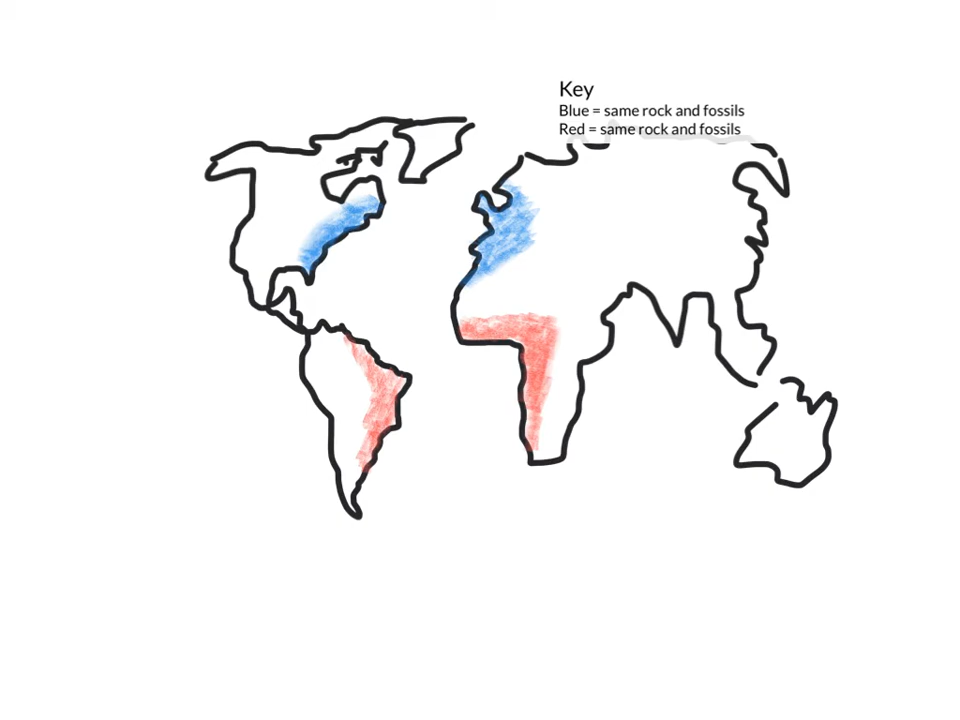 Key
Blue = same rock and fossils
Red = same rock and fossils